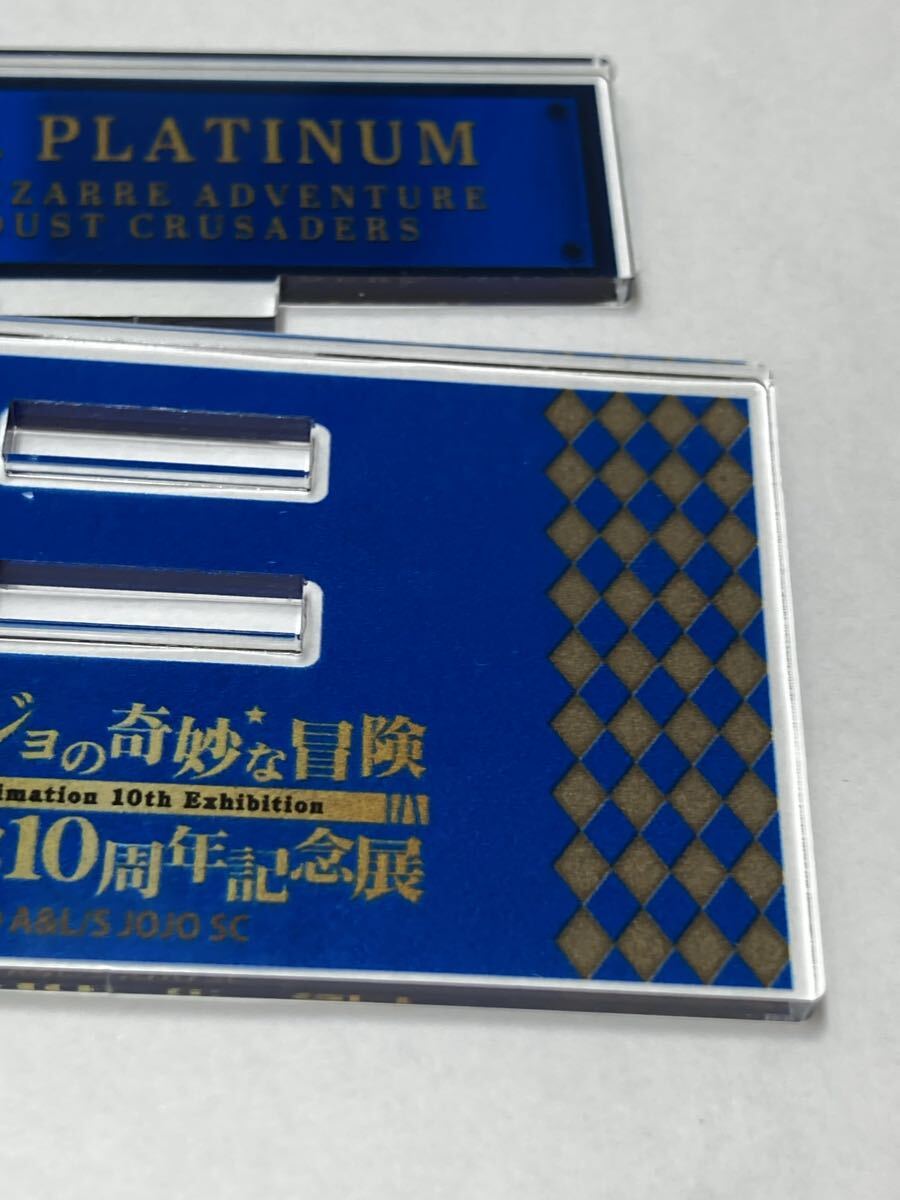 PLATINUM
ZARRE ADVENTURE
DUST CRUSADERS
ジョの奇妙な冒険
imation 10th Exhibition
10周年記念展
A&L/S JOJO SC